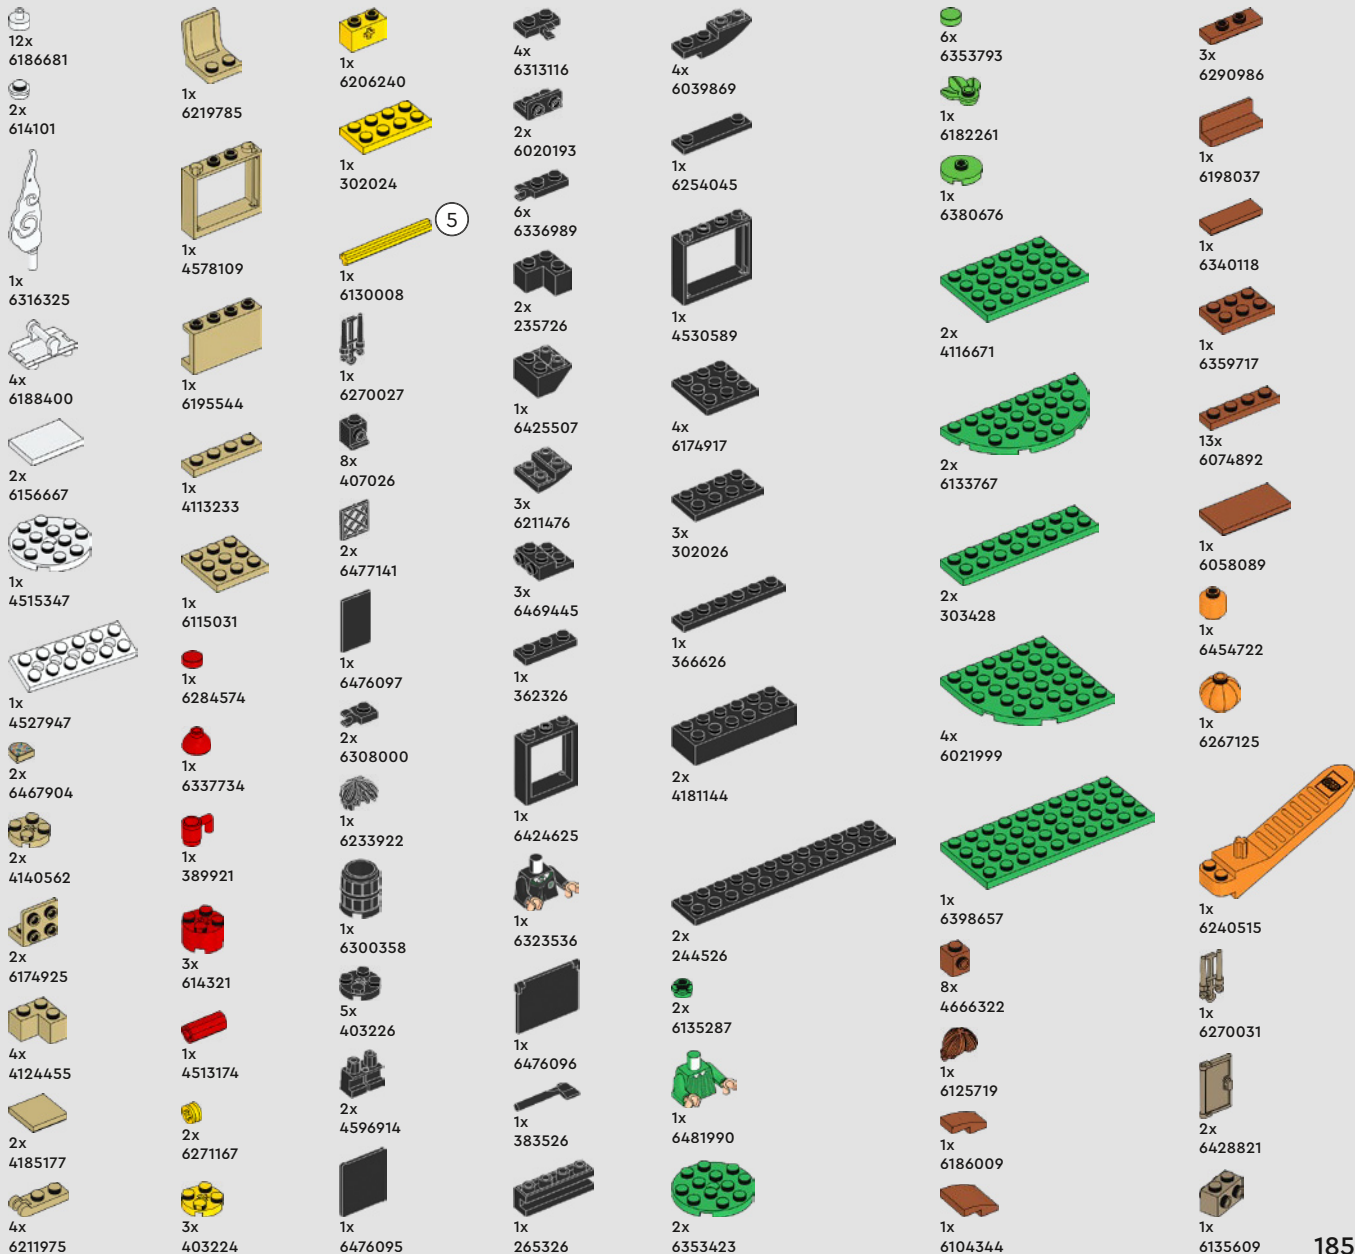 12x
6186681
2x
614101
1x
6316325
4x
6188400
2x
6156667
1x
4515347
1x
4527947
2x
6467904
2x
4140562
2x
6174925
4x
4124455
2x
4185177
4x
6211975
1x
6219785
1x
4578109
1x
6195544
1x
4113233
1x
6115031
1x
6284574
1x
6337734
1x
389921
3x
614321
1x
4513174
2x
6271167
3x
403224
1x
6206240
1x
302024
5
1x
6130008
1x
6270027
8x
407026
2x
6477141
1x
6476097
2x
6308000
1x
6233922
1x
6300358
5x
403226
2x
4596914
1x
6476095
4x
6313116
2x
6020193
6x
6336989
2x
235726
1x
6425507
3x
6211476
3x
6469445
1x
362326
1x
6424625
1x
6323536
1x
6476096
1x
383526
1x
265326
4x
6039869
1x
6254045
1x
4530589
4x
6174917
3x
302026
1x
366626
2x
4181144
2x
244526
2x
6135287
1x
6481990
2x
6353423
6x
6353793
1x
6182261
1x
6380676
2x
4116671
2x
6133767
2x
303428
4x
6021999
1x
6398657
8x
4666322
1x
6125719
1x
6186009
1x
6104344
3x
6290986
1x
6198037
1x
6340118
1x
6359717
13x
6074892
1x
6058089
1x
6454722
1x
6267125
1x
6240515
1x
6270031
2x
6428821
1x
6135609
185